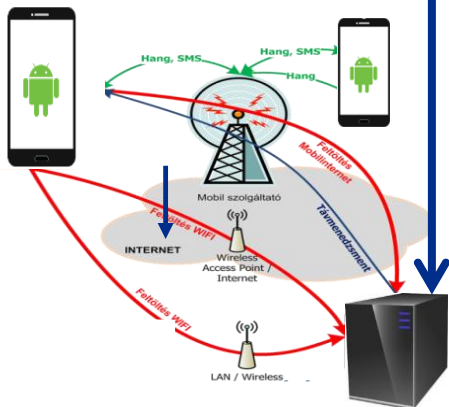 Hang, SMS
Hang, SMS
Hang
Feltöltés
Mobilinternet
Mobil szolgáltató
Feltöltés WIFI
Távmenedzsment
INTERNET
Wireless
Access Point /
Internet
Feltöltés WIFI
LAN / Wireless